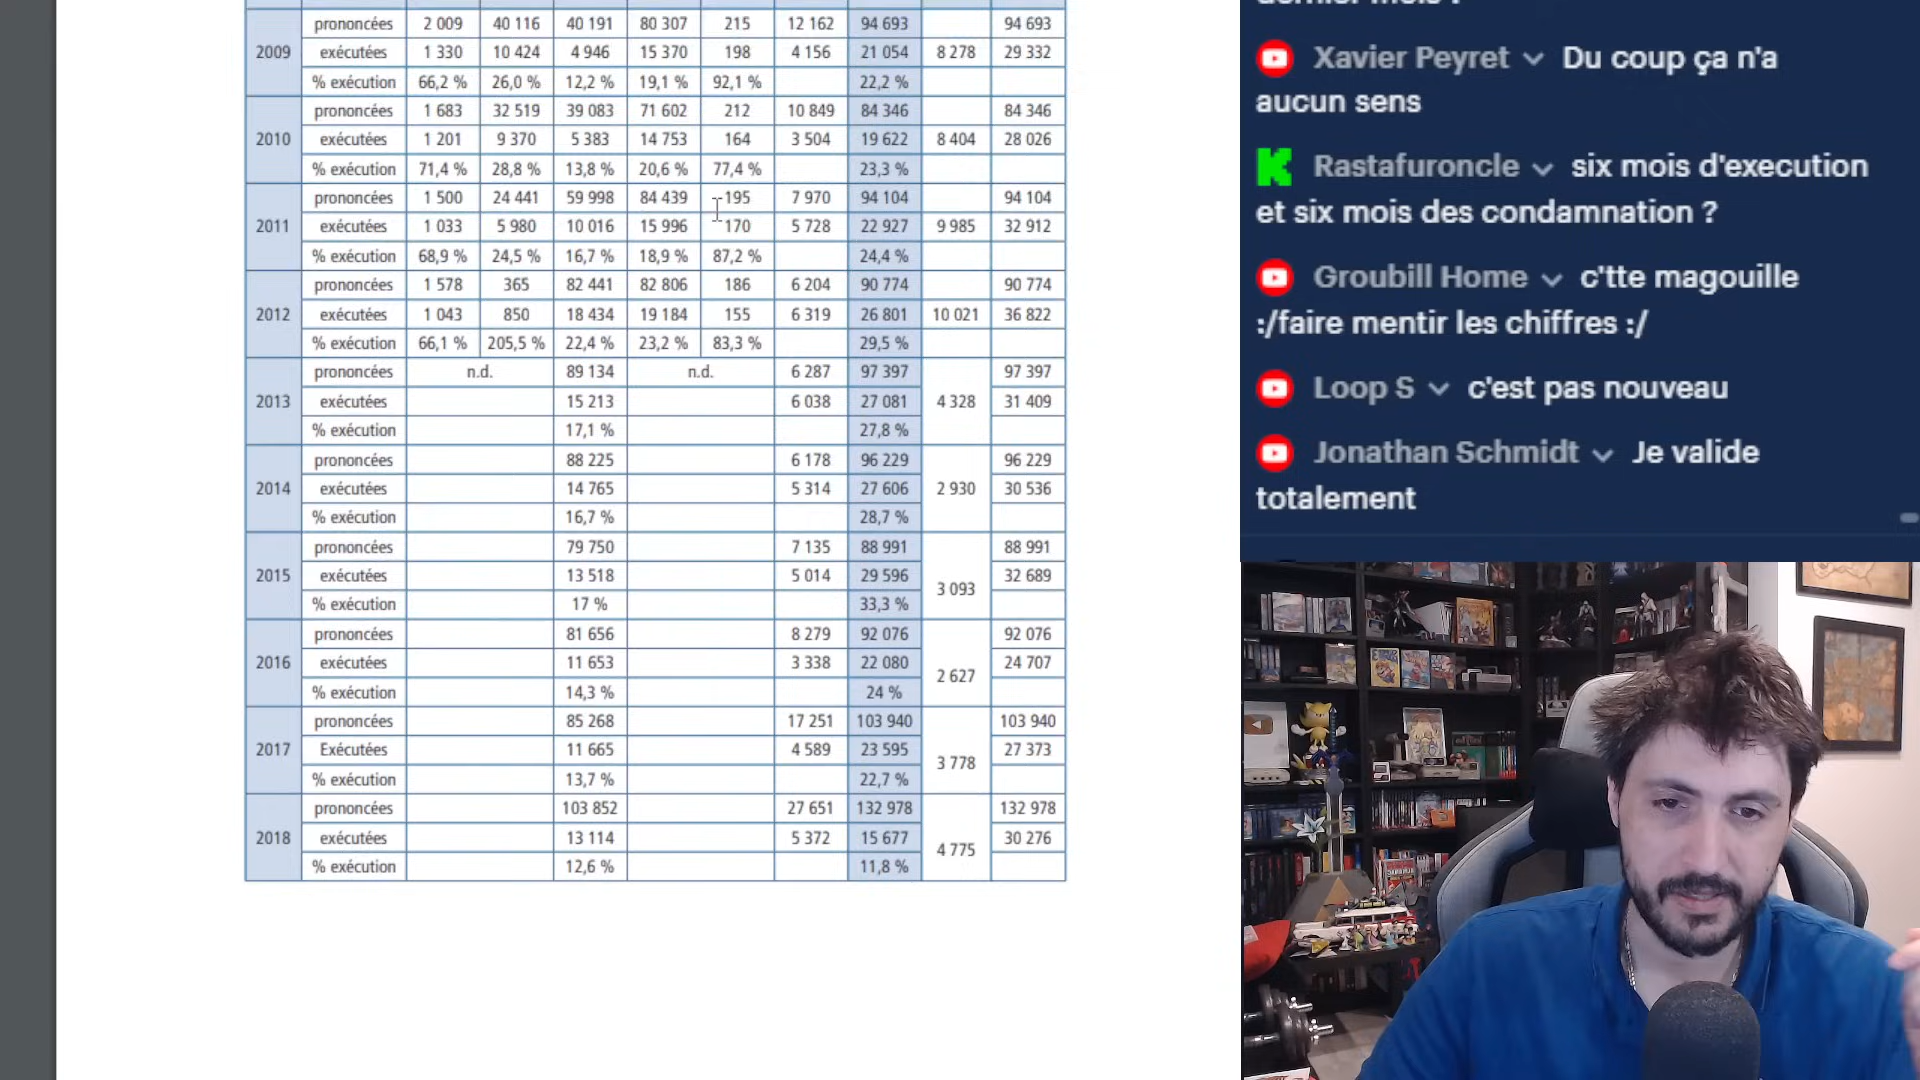 prononcées 2 009 40 116 40 191 80 307 215 12 162 94 693 94 693
2009 exécutées 1 330 10 424 4 946 15 370 198 4 156 21 054 8 278 29 332
% exécution 66,2 % 26,0 % 12,2 % 19,1 % 92,1 % 22,2 %
prononcées 1 683 32 519 39 083 71 602 212 10 849 84 346 84 346
2010 exécutées 1 201 9 370 5 383 14 753 164 3 504 19 622 8 404 28 026
% exécution 71,4 % 28,8 % 13,8 % 20,6 % 77,4 % 23,3 %
prononcées 1 500 24 441 59 998 84 439 195 7 970 94 104 94 104
2011 exécutées 1 033 5 980 10 016 15 996 170 5 728 22 927 9 985 32 912
% exécution 68,9 % 24,5 % 16,7 % 18,9 % 87,2 % 24,4 %
prononcées 1 578 365 82 441 82 806 186 6 204 90 774 90 774
2012 exécutées 1 043 850 18 434 19 184 155 6 319 26 801 10 021 36 822
% exécution 66,1 % 205,5 % 22,4 % 23,2 % 83,3 % 29,5 %
prononcées n.d. 89 134 n.d. 6 287 97 397 97 397
2013 exécutées 15 213 6 038 27 081 4 328 31 409
% exécution 17,1 % 27,8 %
prononcées 88 225 6 178 96 229 96 229
2014 exécutées 14 765 5 314 27 606 2 930 30 536
% exécution 16,7 % 28,7 %
prononcées 79 750 7 135 88 991 88 991
2015 exécutées 13 518 5 014 29 596 3 093 32 689
% exécution 17 % 33,3 %
prononcées 81 656 8 279 92 076 92 076
2016 exécutées 11 653 3 338 22 080 2 627 24 707
% exécution 14,3 % 24 %
prononcées 85 268 17 251 103 940 103 940
2017 Exécutées 11 665 4 589 23 595 3 778 27 373
% exécution 13,7 % 22,7 %
prononcées 103 852 27 651 132 978 132 978
2018 exécutées 13 114 5 372 15 677 4 775 30 276
% exécution 12,6 % 11,8 %
dernier mois ?
Xavier Peyret Du coup ça n'a
aucun sens
Rastafuroncle six mois d'execution
et six mois des condamnation ?
Groubill Home c'tte magouille
:/faire mentir les chiffres :/
Loop S c'est pas nouveau
Jonathan Schmidt Je valide
totalement